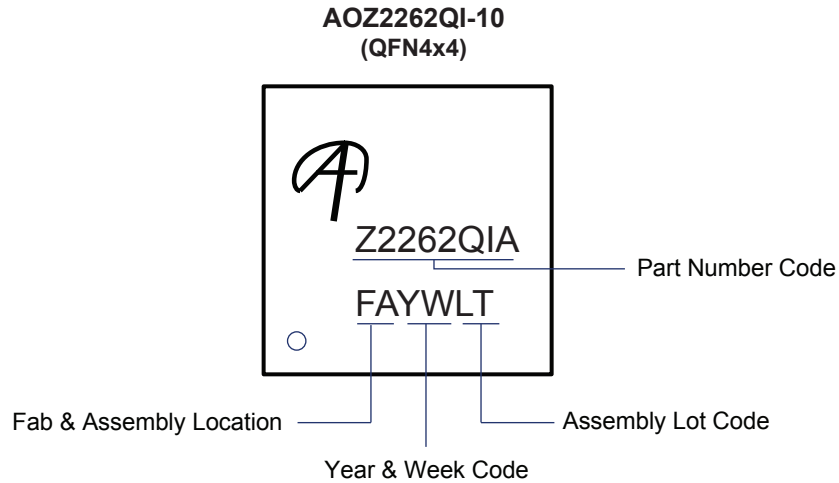 AOZ2262QI-10
(QFN4x4)
Z2262QIA
Part Number Code
FAYWLT
Fab & Assembly Location
Assembly Lot Code
Year & Week Code